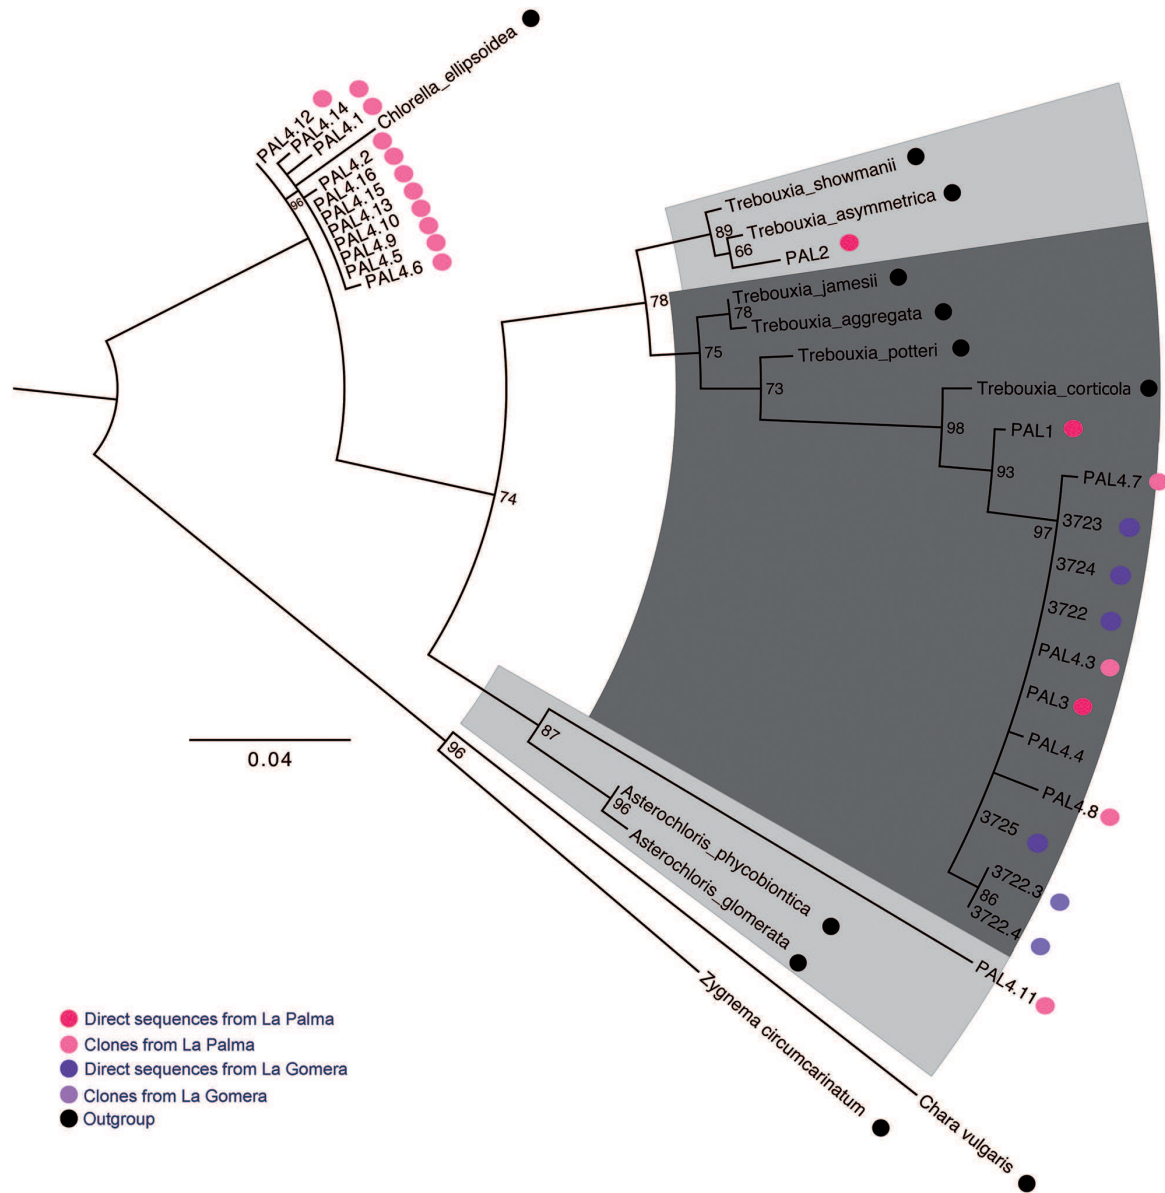 Chlorella_ellipsoidea
PAL4.12
PAL4.14
PAL4.1
PAL4.2
PAL4.16
PAL4.15
PAL4.13
PAL4.10
PAL4.9
PAL4.5
PAL4.6
96
Trebouxia_showmanii
89
Trebouxia_asymmetrica
66
PAL2
78
Trebouxia_jamesii
78
Trebouxia_aggregata
75
Trebouxia_potteri
73
Trebouxia_corticola
98
PAL1
93
PAL4.7
97
3723
3724
3722
PAL4.3
PAL3
PAL4.4
PAL4.8
3725
3722.3
86
3722.4
74
87
Asterochloris_phycobiontica
96
Asterochloris_glomerata
PAL4.11
96
Zygnema circumcarinatum
Chara vulgaris
0.04
Direct sequences from La Palma
Clones from La Palma
Direct sequences from La Gomera
Clones from La Gomera
Outgroup